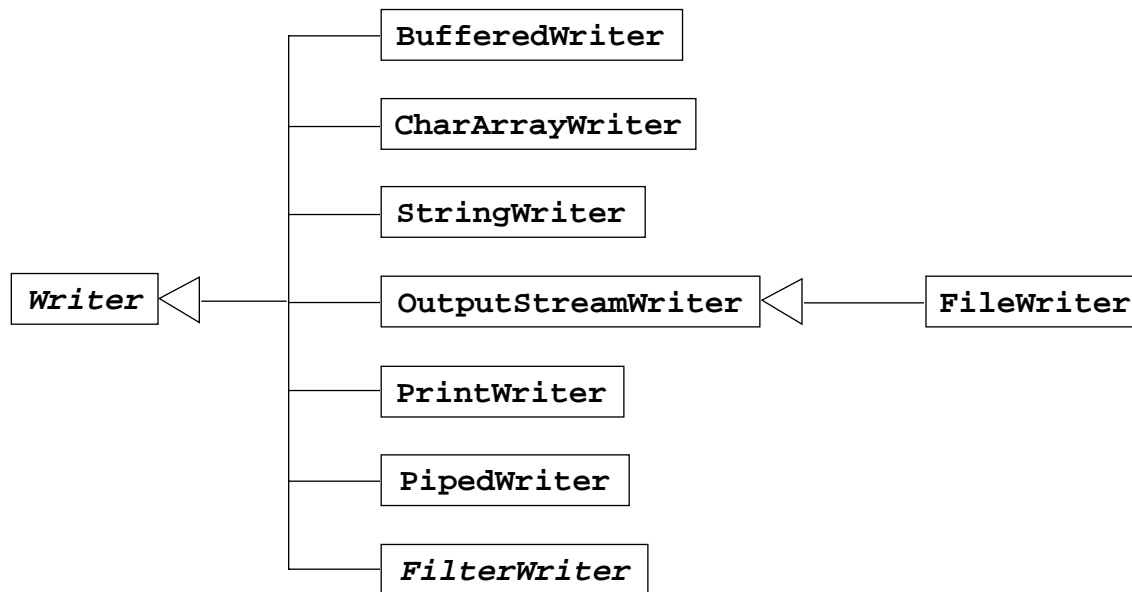 BufferedWriter
CharArrayWriter
StringWriter
Writer
OutputStreamWriter
FileWriter
PrintWriter
PipedWriter
FilterWriter